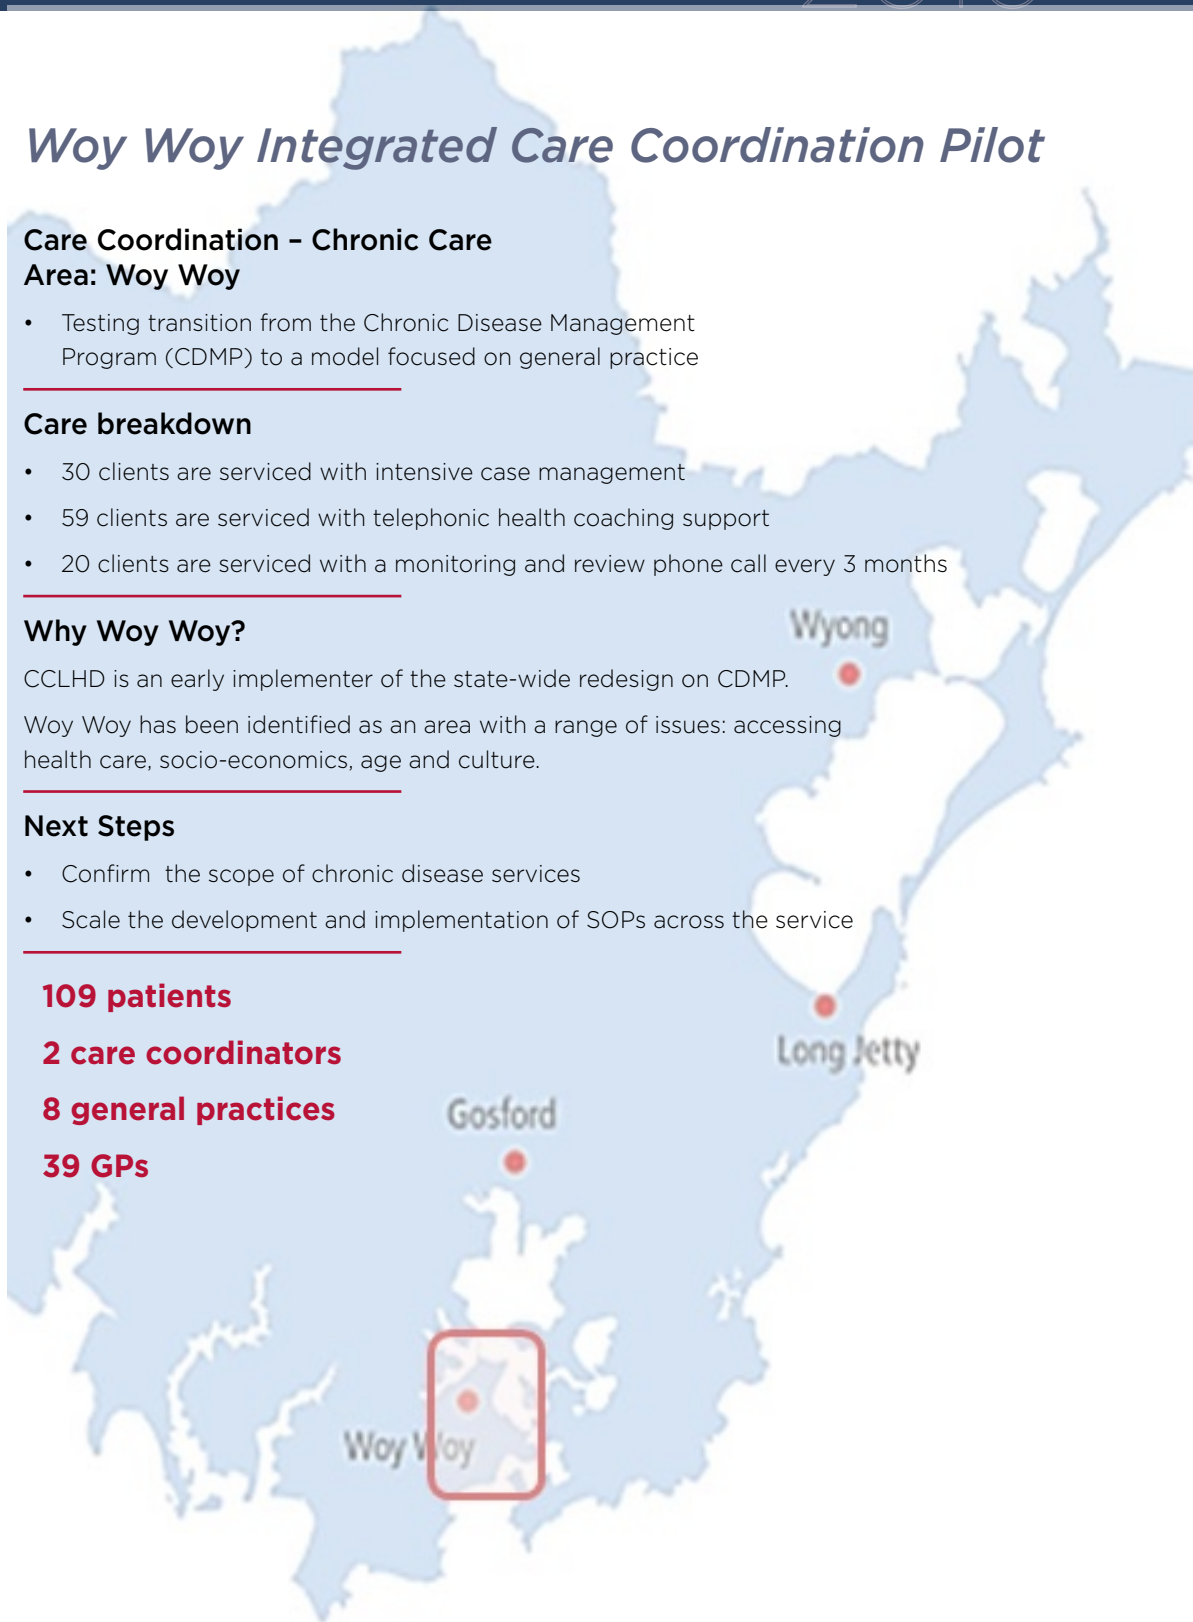 Woy Woy Integrated Care Coordination Pilot
Care Coordination – Chronic Care
Area: Woy Woy
• Testing transition from the Chronic Disease Management
Program (CDMP) to a model focused on general practice
Care breakdown
• 30 clients are serviced with intensive case management
• 59 clients are serviced with telephonic health coaching support
• 20 clients are serviced with a monitoring and review phone call every 3 months
Why Woy Woy?
CCLHD is an early implementer of the state-wide redesign on CDMP.
Woy Woy has been identified as an area with a range of issues: accessing
health care, socio-economics, age and culture.
Next Steps
• Confirm the scope of chronic disease services
• Scale the development and implementation of SOPs across the service
109 patients
2 care coordinators
8 general practices
39 GPs
Wyong
Long Jetty
Gosford
Woy Woy